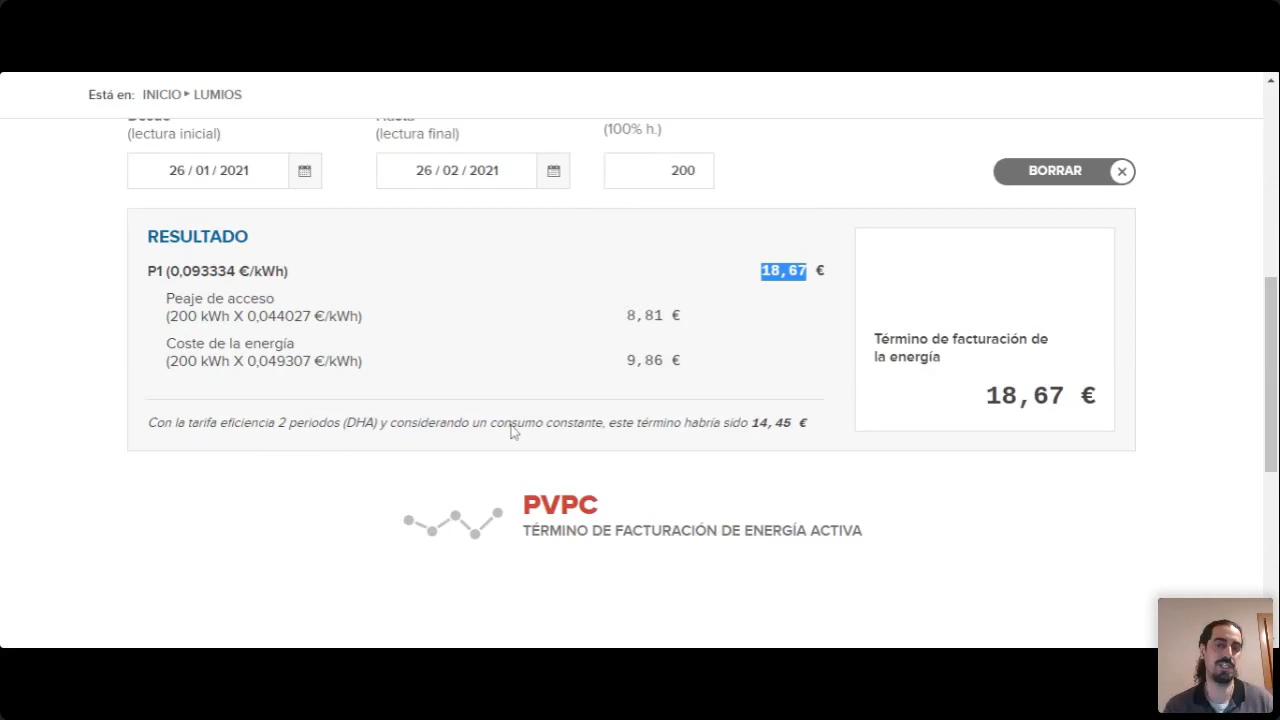 Está en: INICIO ▸ LUMIOS
(lectura inicial)
(lectura final)
(100% h.)
26 / 01 / 2021
26 / 02 / 2021
200
BORRAR
RESULTADO
P1 (0,093334 €/kWh)
18,67 €
Peaje de acceso
(200 kWh X 0,044027 €/kWh)
8,81 €
Coste de la energía
(200 kWh X 0,049307 €/kWh)
9,86 €
Con la tarifa eficiencia 2 periodos (DHA) y considerando un consumo constante, este término habría sido 14,45 €
Término de facturación de
la energía
18,67 €
PVPC
TÉRMINO DE FACTURACIÓN DE ENERGÍA ACTIVA